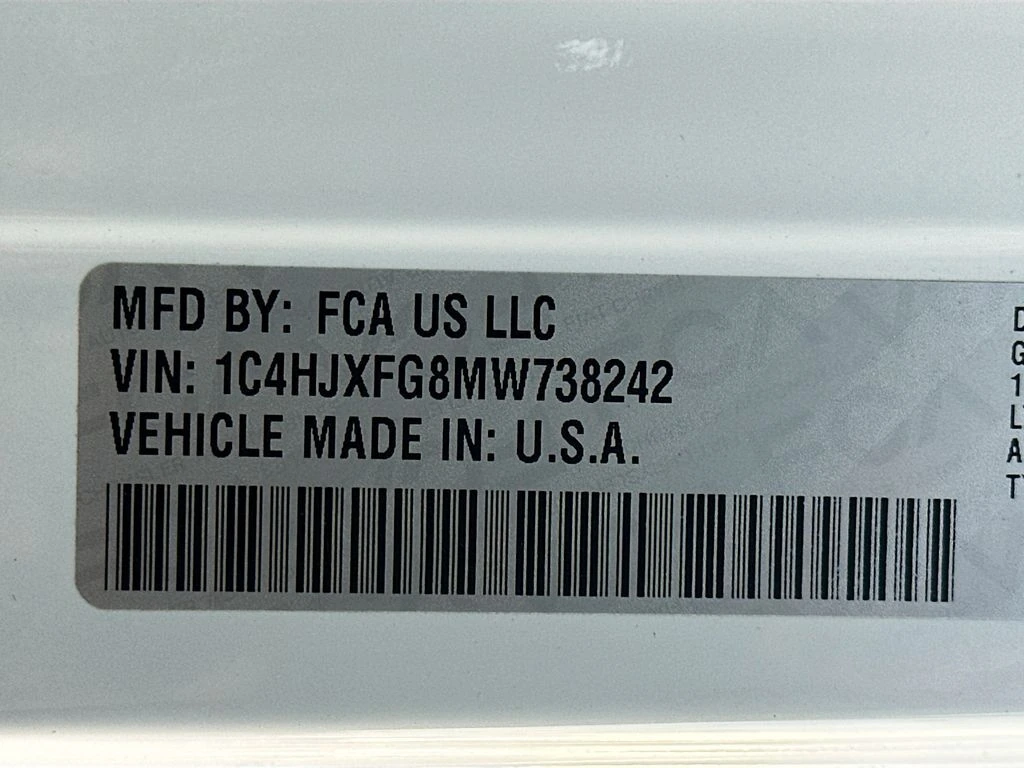 MFD BY: FCA US LLC
VIN: 1C4HJXFG8MW738242
VEHICLE MADE IN: U.S.A.